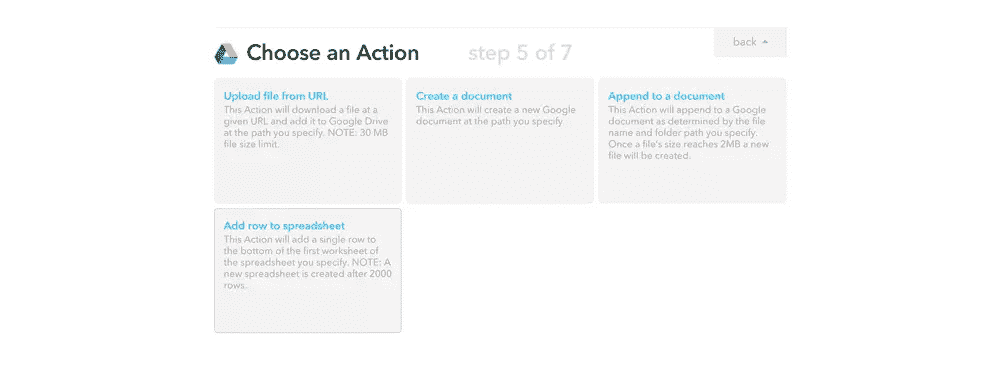 Choose an Action
step 5 of 7
back
Upload file from URL
This Action will download a file at a
given URL and add it to Google Drive
at the path you specify. NOTE: 30 MB
file size limit.
Create a document
This Action will create a new Google
document at the path you specify
Append to a document
This Action will append to a Google
document as determined by the file
name and folder path you specify.
Once a file's size reaches 2MB a new
file will be created.
Add row to spreadsheet
This Action will add a single row to
the bottom of the first worksheet of
the spreadsheet you specify. NOTE: A
new spreadsheet is created after 2000
rows.